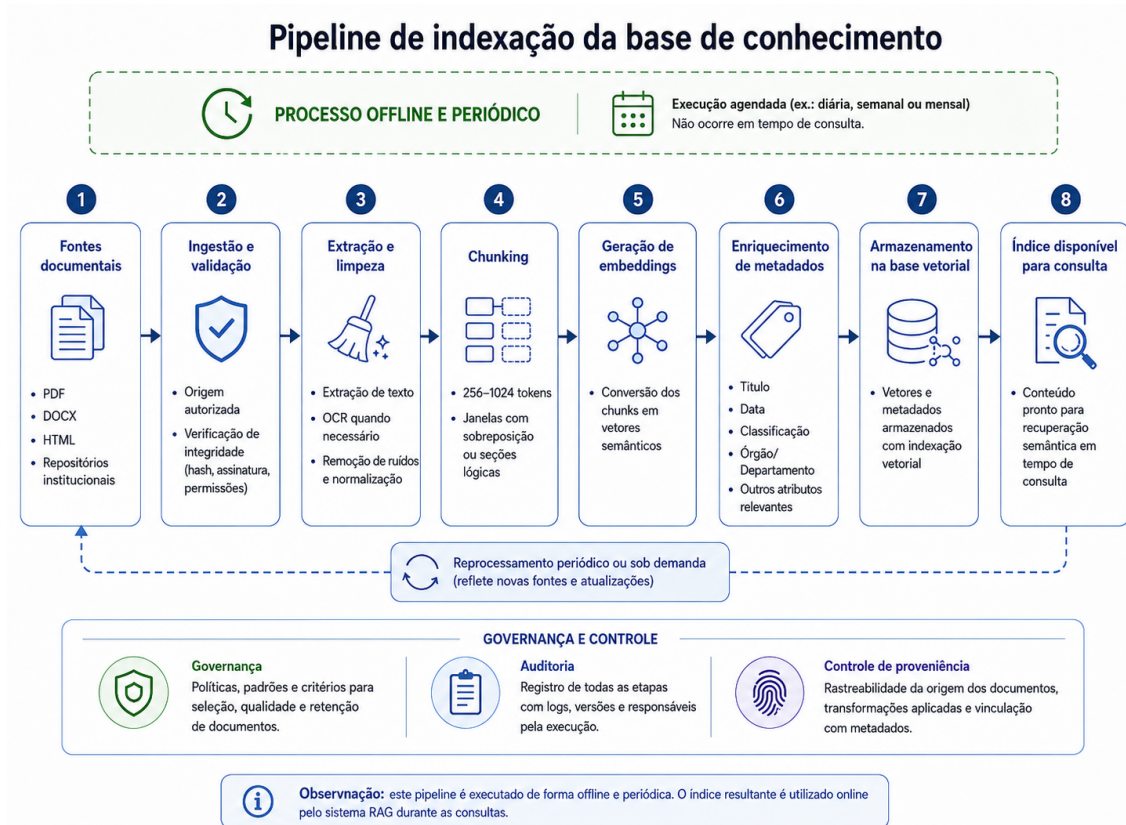 Pipeline de indexação da base de conhecimento
PROCESSO OFFLINE E PERIÓDICO
Execução agendada (ex.: diária, semanal ou mensal)
Não ocorre em tempo de consulta.
1
Fontes
documentais
• PDF
• DOCX
• HTML
• Repositórios
institucionais
2
Ingestão e
validação
• Origem
autorizada
• Verificação de
integridade
(hash, assinatura,
permissões)
3
Extração e
limpeza
• Extração de texto
• OCR quando
necessário
• Remoção de ruídos
e normalização
4
Chunking
• 256–1024 tokens
• Janelas com
sobreposição
ou seções
lógicas
5
Geração de
embeddings
• Conversão dos
chunks em
vetores
semânticos
6
Enriquecimento
de metadados
• Titulo
• Data
• Classificação
• Órgão/
Departamento
• Outros atributos
relevantes
7
Armazenamento
na base vetorial
• Vetores e
metadados
armazenados
com indexação
vetorial
8
Índice disponível
para consulta
• Conteúdo
pronto para
recuperação
semântica em
tempo de
consulta
Reprocessamento periódico ou sob demanda
(reflete novas fontes e atualizações)
GOVERNANÇA E CONTROLE
Governança
Políticas, padrões e critérios para
seleção, qualidade e retenção
de documentos.
Auditoria
Registro de todas as etapas
com logs, versões e responsáveis
pela execução.
Controle de proveniência
Rastreabilidade da origem dos documentos,
transformações aplicadas e vinculação
com metadados.
Observnação: este pipeline é executado de forma offline e periódica. O índice resultante é utilizado online
pelo sistema RAG durante as consultas.